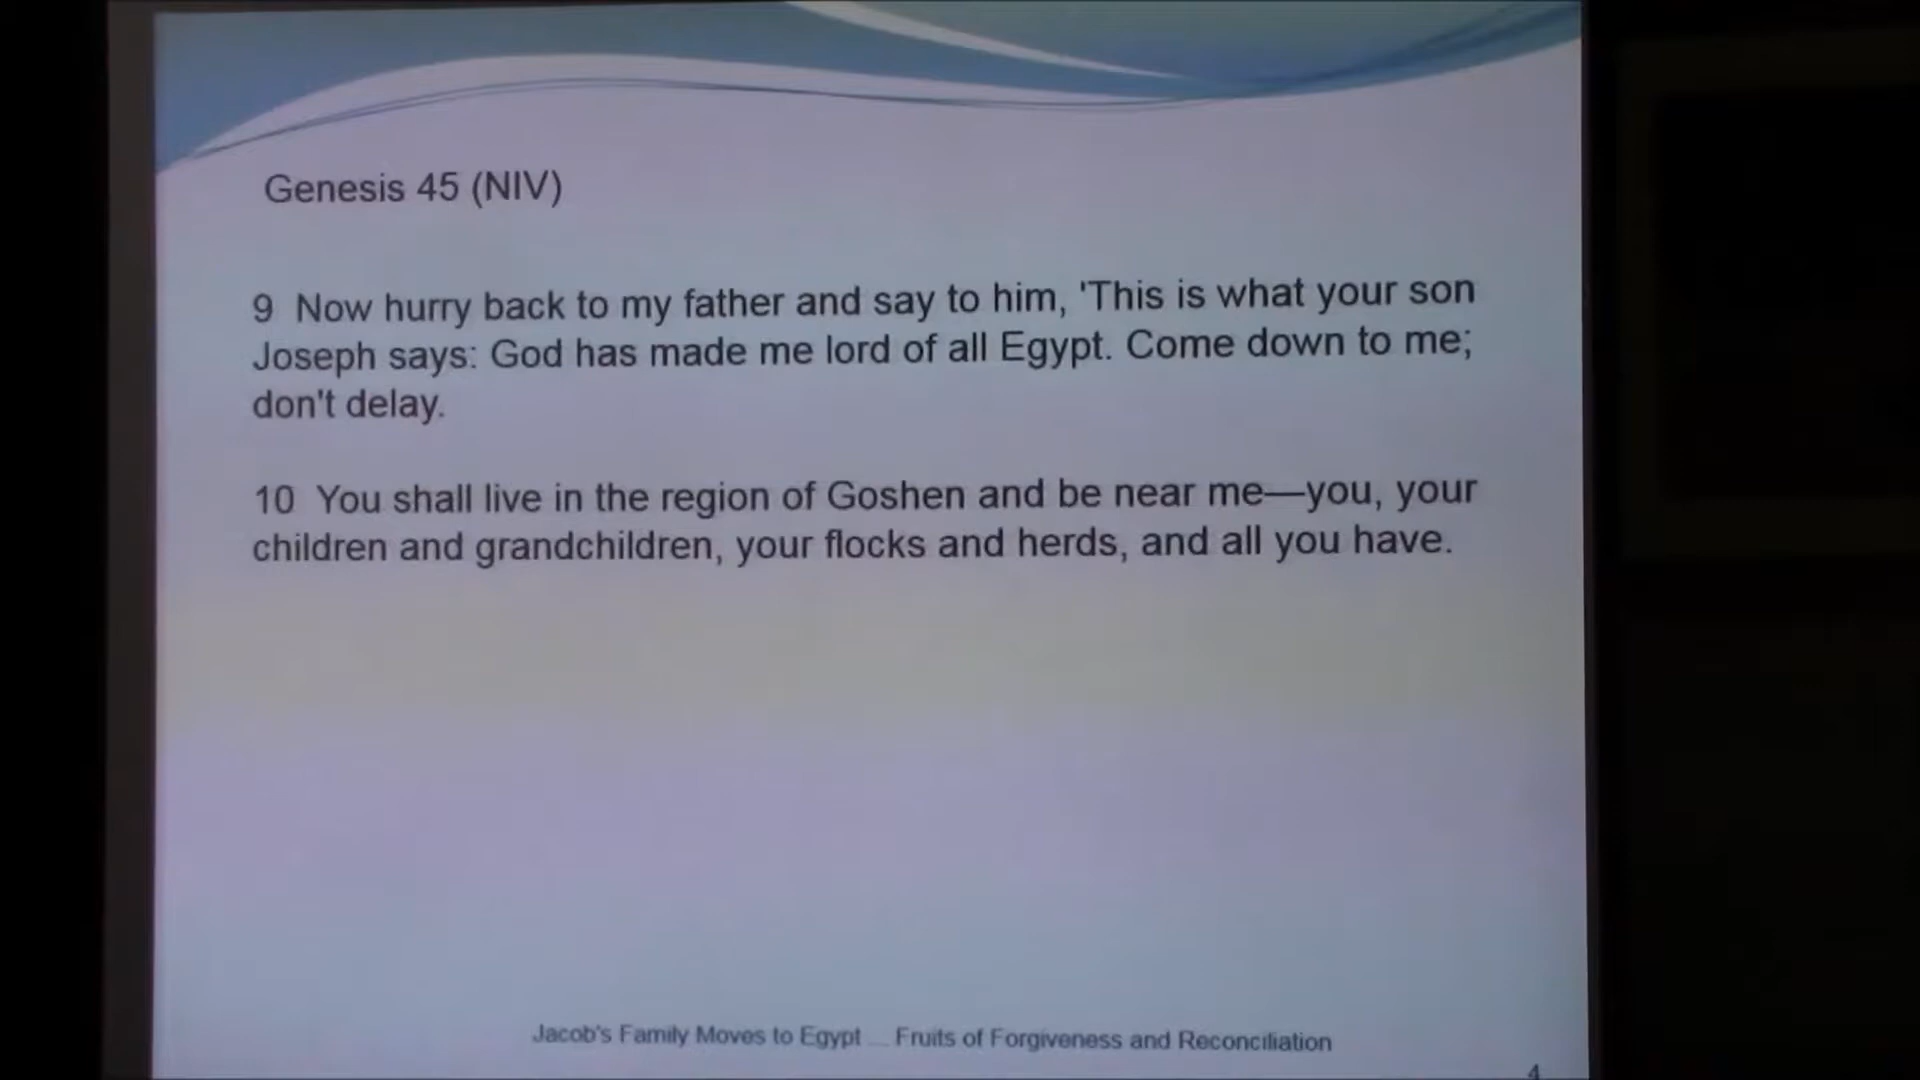 Genesis 45 (NIV)
9 Now hurry back to my father and say to him, 'This is what your son
Joseph says: God has made me lord of all Egypt. Come down to me;
don't delay.
10 You shall live in the region of Goshen and be near me—you, your
children and grandchildren, your flocks and herds, and all you have.
Jacob's Family Moves to Egypt ... Fruits of Forgiveness and Reconciliation
4